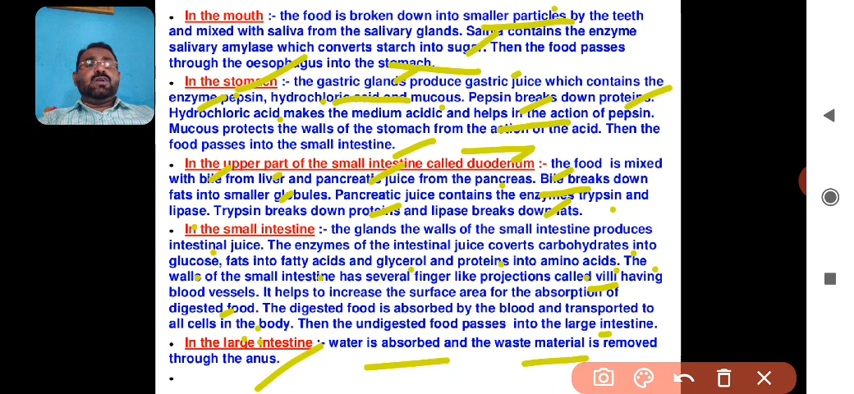 • In the mouth :- the food is broken down into smaller particles by the teeth
and mixed with saliva from the salivary glands. Saliva contains the enzyme
salivary amylase which converts starch into sugar. Then the food passes
through the oesophagus into the stomach.
• In the stomach :- the gastric glands produce gastric juice which contains the
enzyme pepsin, hydrochloric acid and mucous. Pepsin breaks down proteins.
Hydrochloric acid makes the medium acidic and helps in the action of pepsin.
Mucous protects the walls of the stomach from the action of the acid. Then the
food passes into the small intestine.
• In the upper part of the small intestine called duodenum :- the food is mixed
with bile from liver and pancreatic juice from the pancreas. Bile breaks down
fats into smaller globules. Pancreatic juice contains the enzymes trypsin and
lipase. Trypsin breaks down proteins and lipase breaks down fats.
• In the small intestine :- the glands the walls of the small intestine produces
intestinal juice. The enzymes of the intestinal juice coverts carbohydrates into
glucose, fats into fatty acids and glycerol and proteins into amino acids. The
walls of the small intestine has several finger like projections called villi having
blood vessels. It helps to increase the surface area for the absorption of
digested food. The digested food is absorbed by the blood and transported to
all cells in the body. Then the undigested food passes into the large intestine.
• In the large intestine :- water is absorbed and the waste material is removed
through the anus.
•